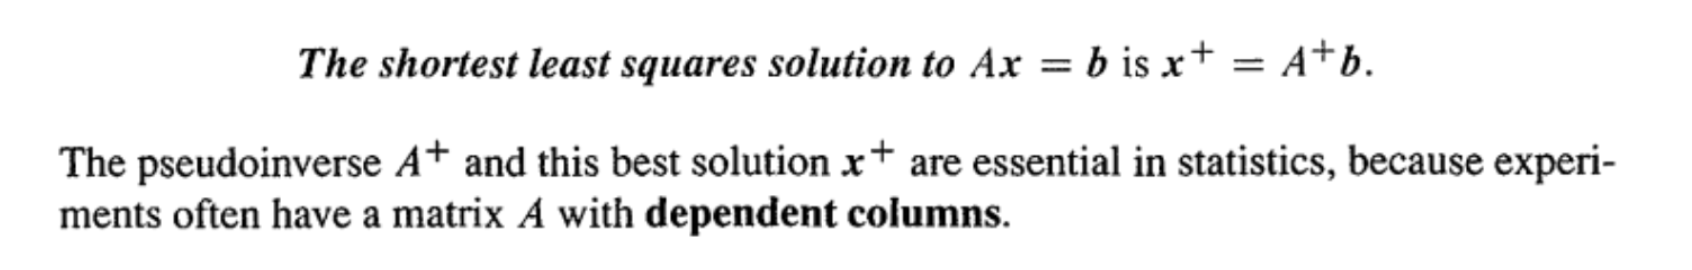 The shortest least squares solution to Ax = b is x⁺ = A⁺b.
The pseudoinverse A⁺ and this best solution x⁺ are essential in statistics, because experi-
ments often have a matrix A with dependent columns.